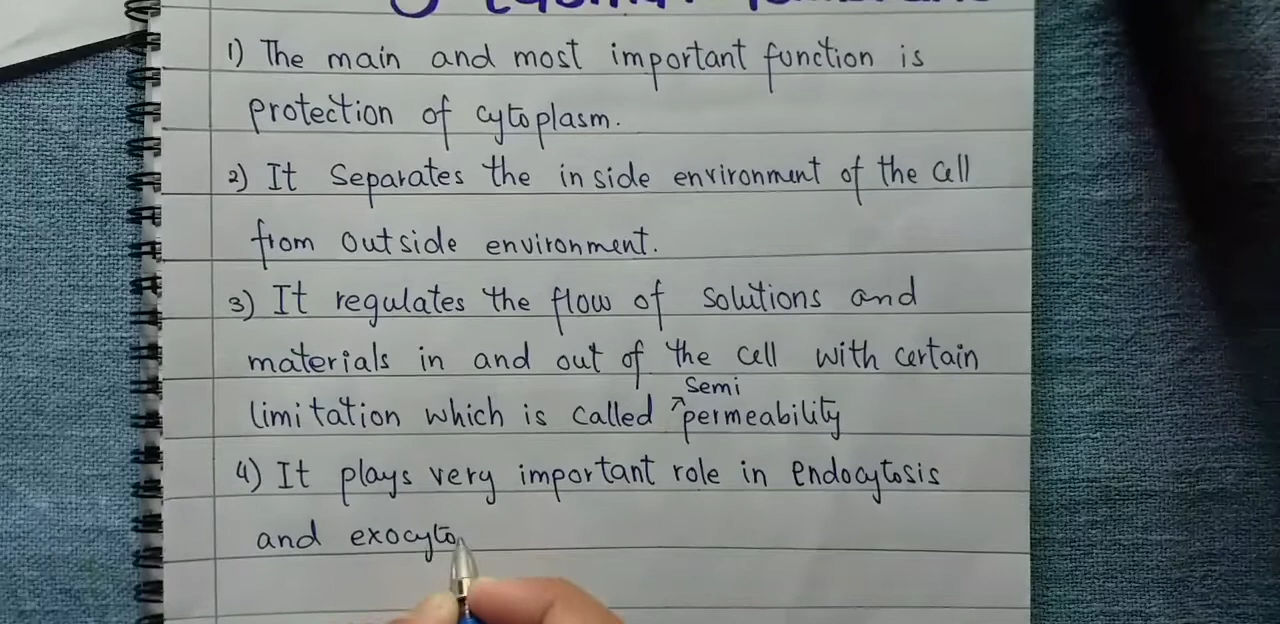 1) The main and most important function is
protection of cytoplasm.
2) It Separates the inside environment of the Cell
from outside environment.
3) It regulates the flow of solutions and
materials in and out of the cell with certain
Semi
limitation which is called permeability
4) It plays very important role in Endocytosis
and exocyto